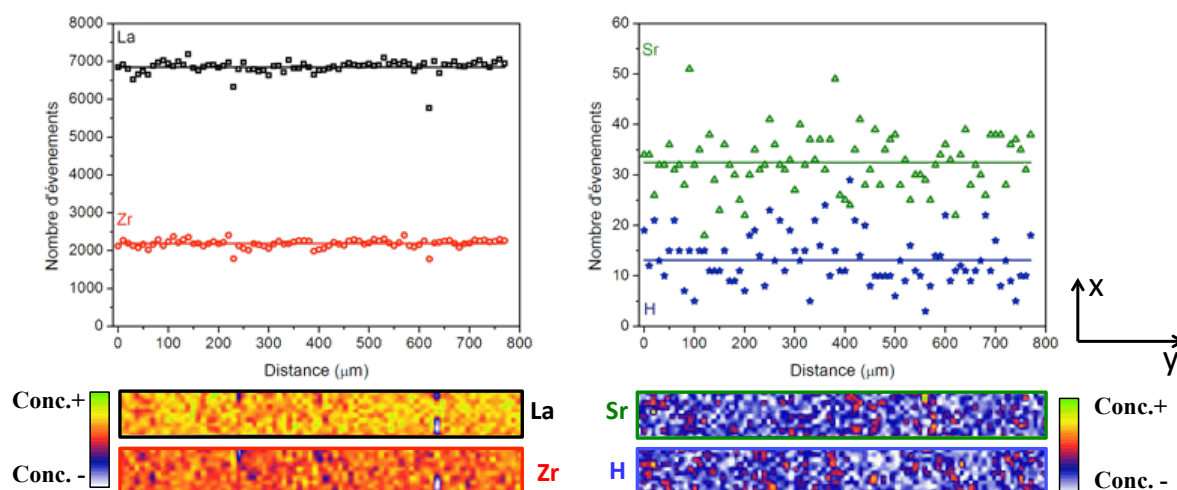 La
Zr
Nombre d'évenements
8000
7000
6000
5000
4000
3000
2000
1000
0
0 100 200 300 400 500 600 700 800
Distance (µm)
Sr
H
Nombre d'évenements
60
50
40
30
20
10
0
0 100 200 300 400 500 600 700 800
Distance (µm)
x
y
Conc.+
Conc. -
La
Zr
Sr
H
Conc.+
Conc. -